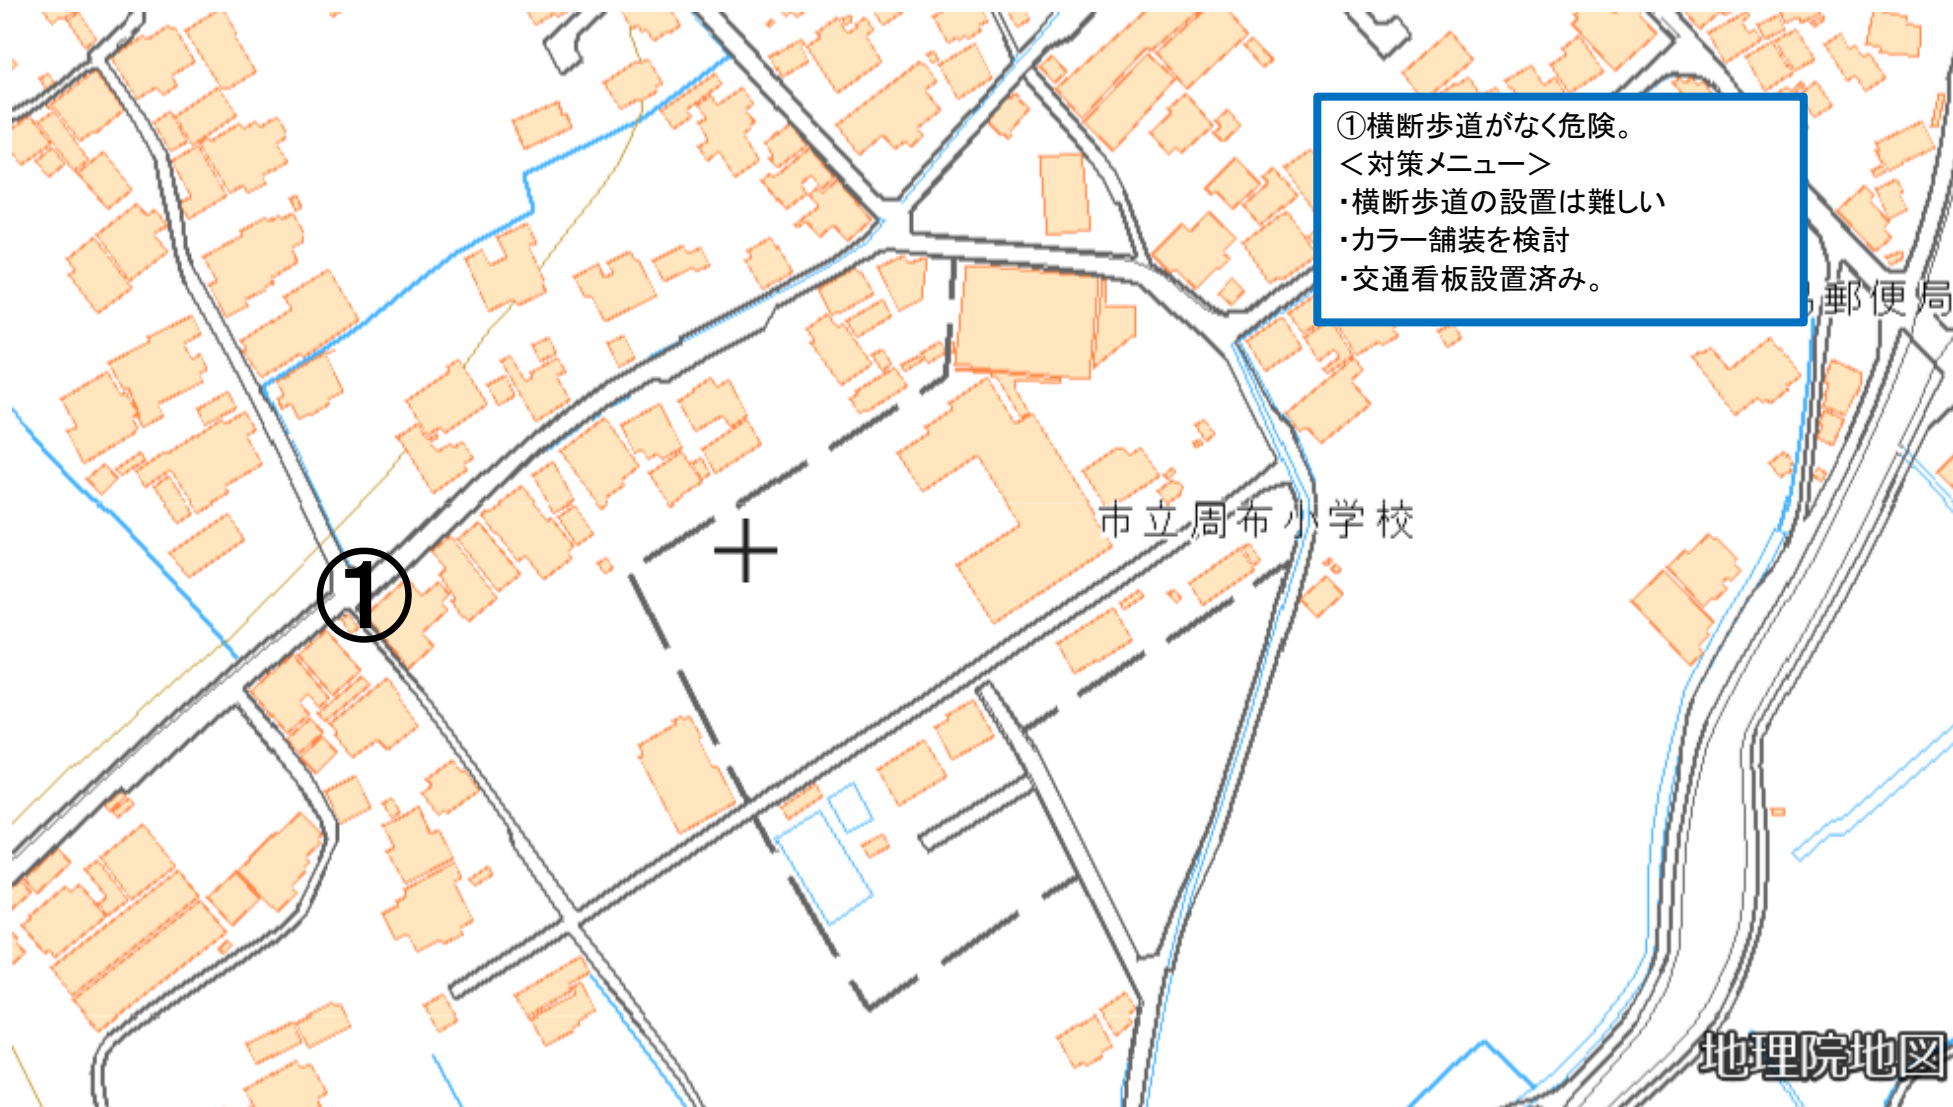 ①横断歩道がなく危険。
＜対策メニュー＞
・横断歩道の設置は難しい
・カラー舗装を検討
・交通看板設置済み。
郵便局
市立周布小学校
①
地理院地図